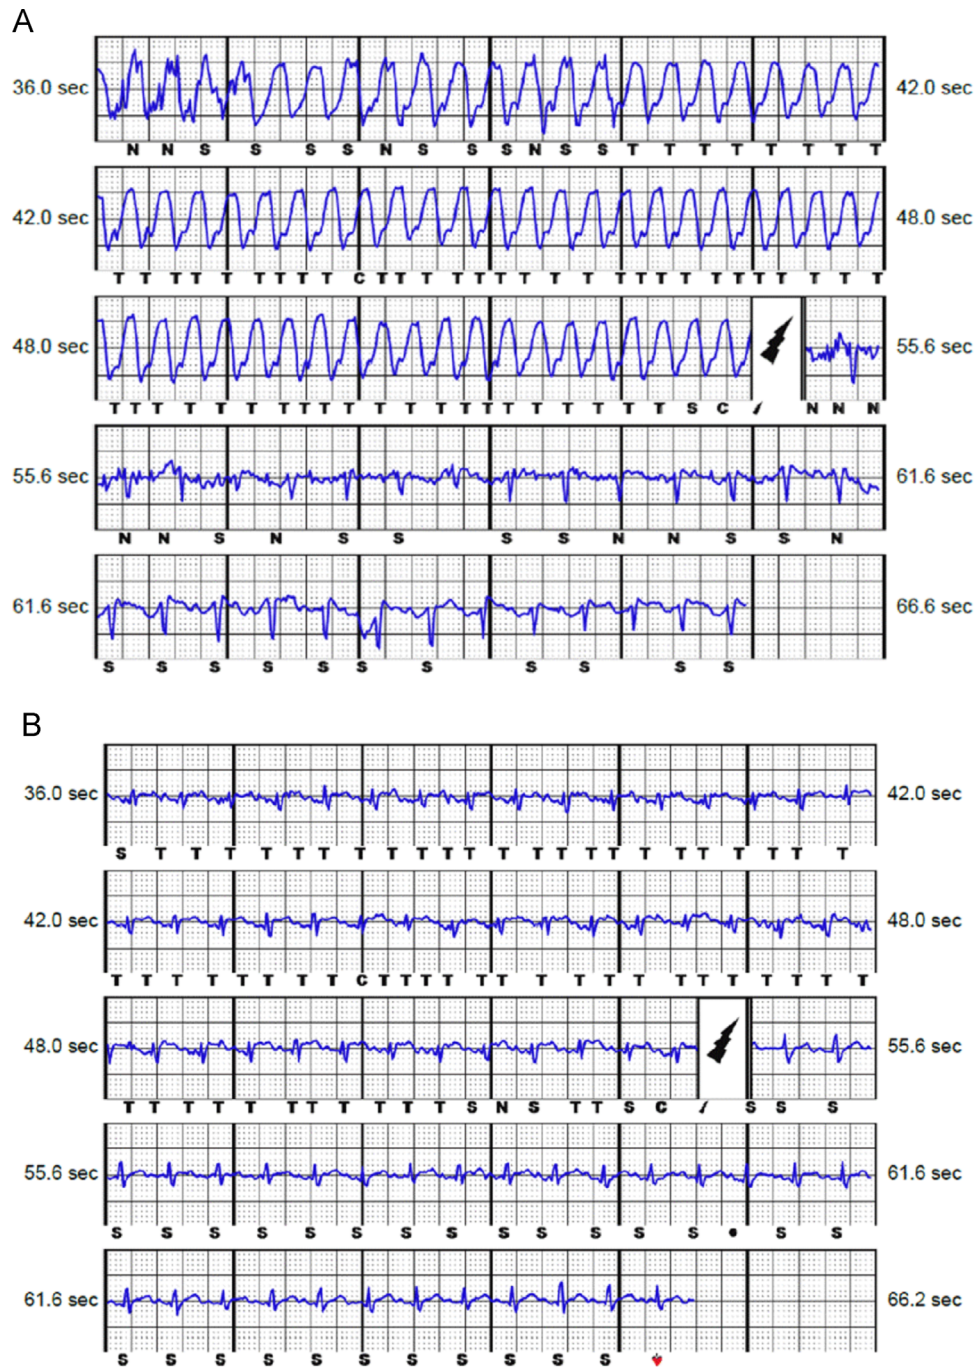 A
36.0 sec 42.0 sec
N N S S S S N S S S N S S T T T T T T T T
42.0 sec 48.0 sec
T T T T T T T T T C T T T T T T T T T T T T T T T T T T T T T
48.0 sec 55.6 sec
T T T T T T T T T T T T T T T T T T T T S C N N N
55.6 sec 61.6 sec
N N S N S S S S N N S S N
61.6 sec 66.6 sec
S S S S S S S S S S S
B
36.0 sec 42.0 sec
S T T T T T T T T T T T T T T T T T T T T T T
42.0 sec 48.0 sec
T T T T T T T T C T T T T T T T T T T T T T T T T T
48.0 sec 55.6 sec
T T T T T T T T T T T S N S T T S C S S S
55.6 sec 61.6 sec
S S S S S S S S S S S S S S S
61.6 sec 66.2 sec
S S S S S S S S S S